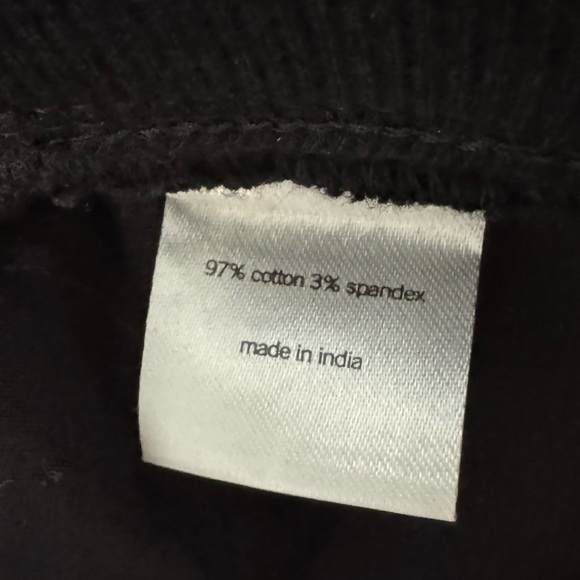 97% cotton 3% spandex
made in india